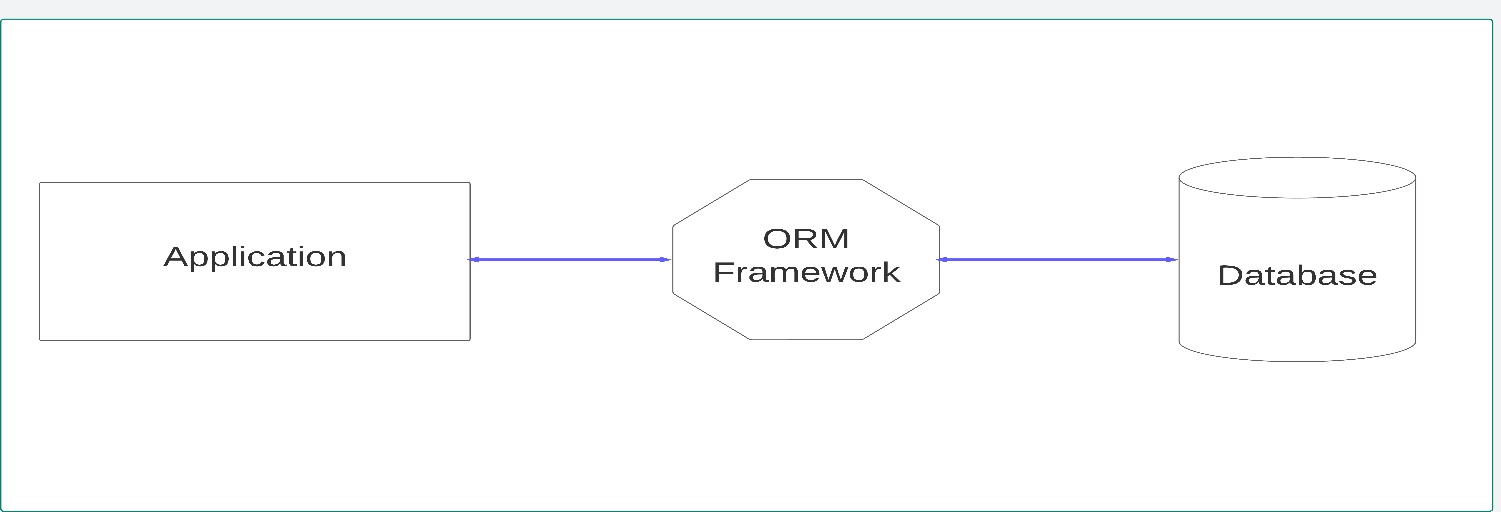 Application
ORM
Framework
Database